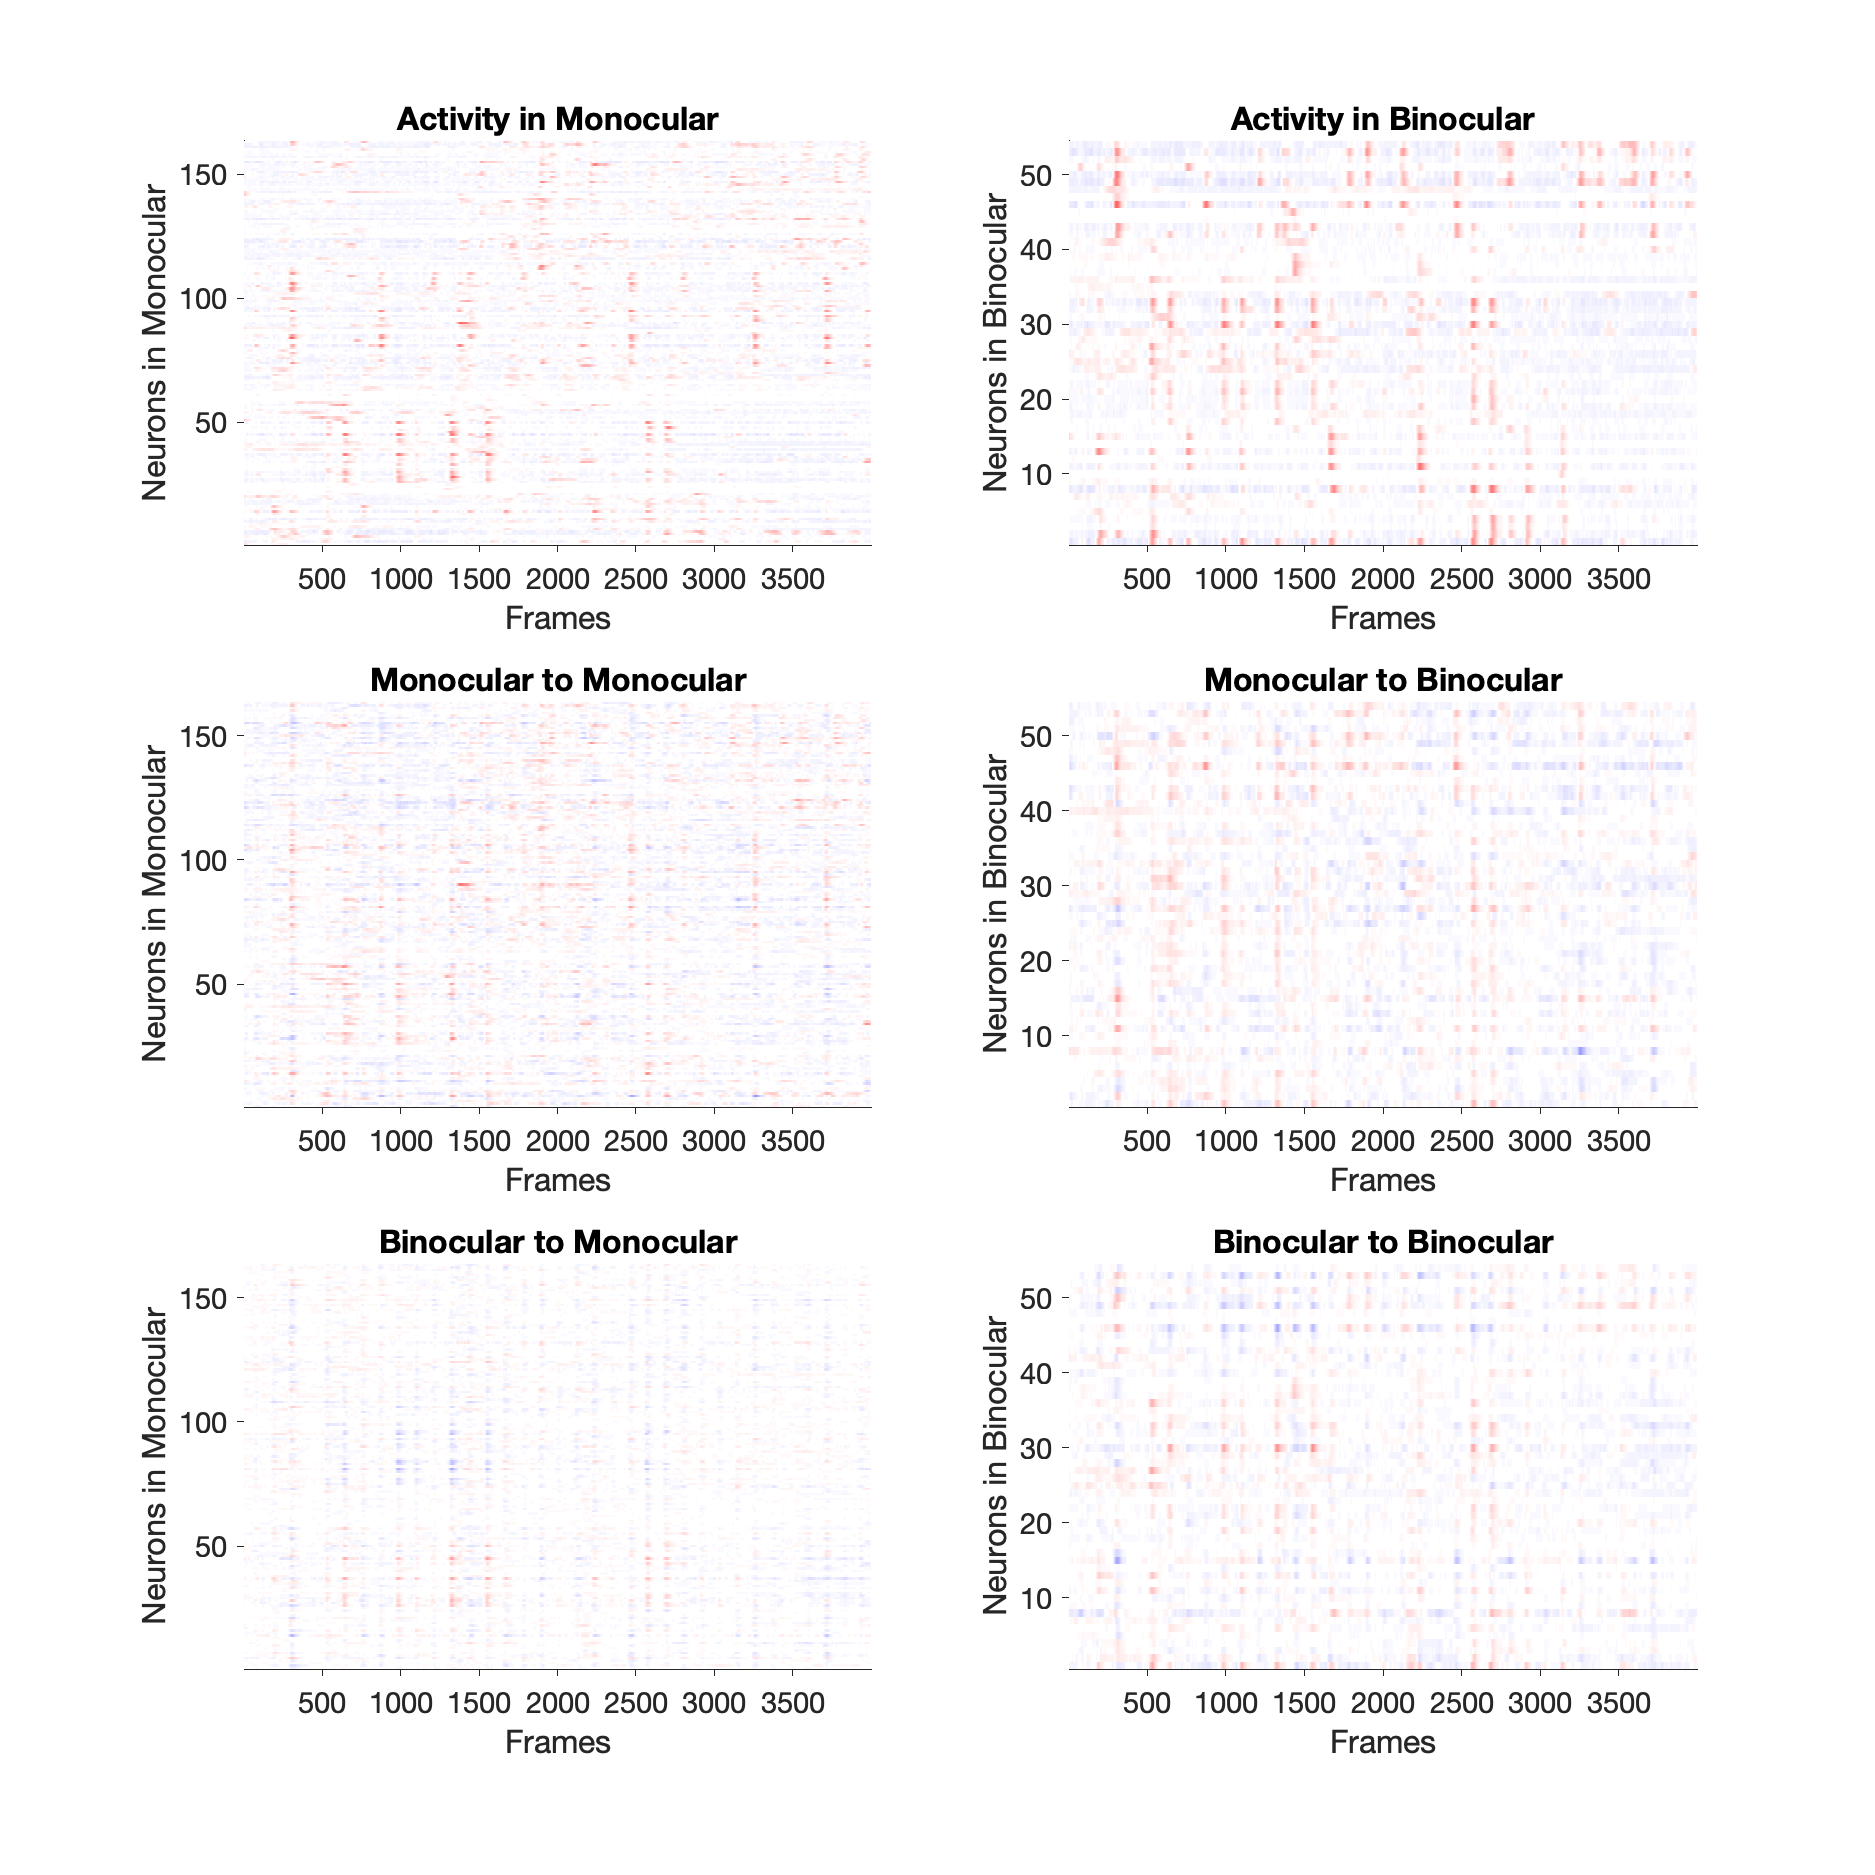 Activity in Monocular
Neurons in Monocular
150
100
50
500 1000 1500 2000 2500 3000 3500
Frames
Activity in Binocular
Neurons in Binocular
50
40
30
20
10
500 1000 1500 2000 2500 3000 3500
Frames
Monocular to Monocular
Neurons in Monocular
150
100
50
500 1000 1500 2000 2500 3000 3500
Frames
Monocular to Binocular
Neurons in Binocular
50
40
30
20
10
500 1000 1500 2000 2500 3000 3500
Frames
Binocular to Monocular
Neurons in Monocular
150
100
50
500 1000 1500 2000 2500 3000 3500
Frames
Binocular to Binocular
Neurons in Binocular
50
40
30
20
10
500 1000 1500 2000 2500 3000 3500
Frames